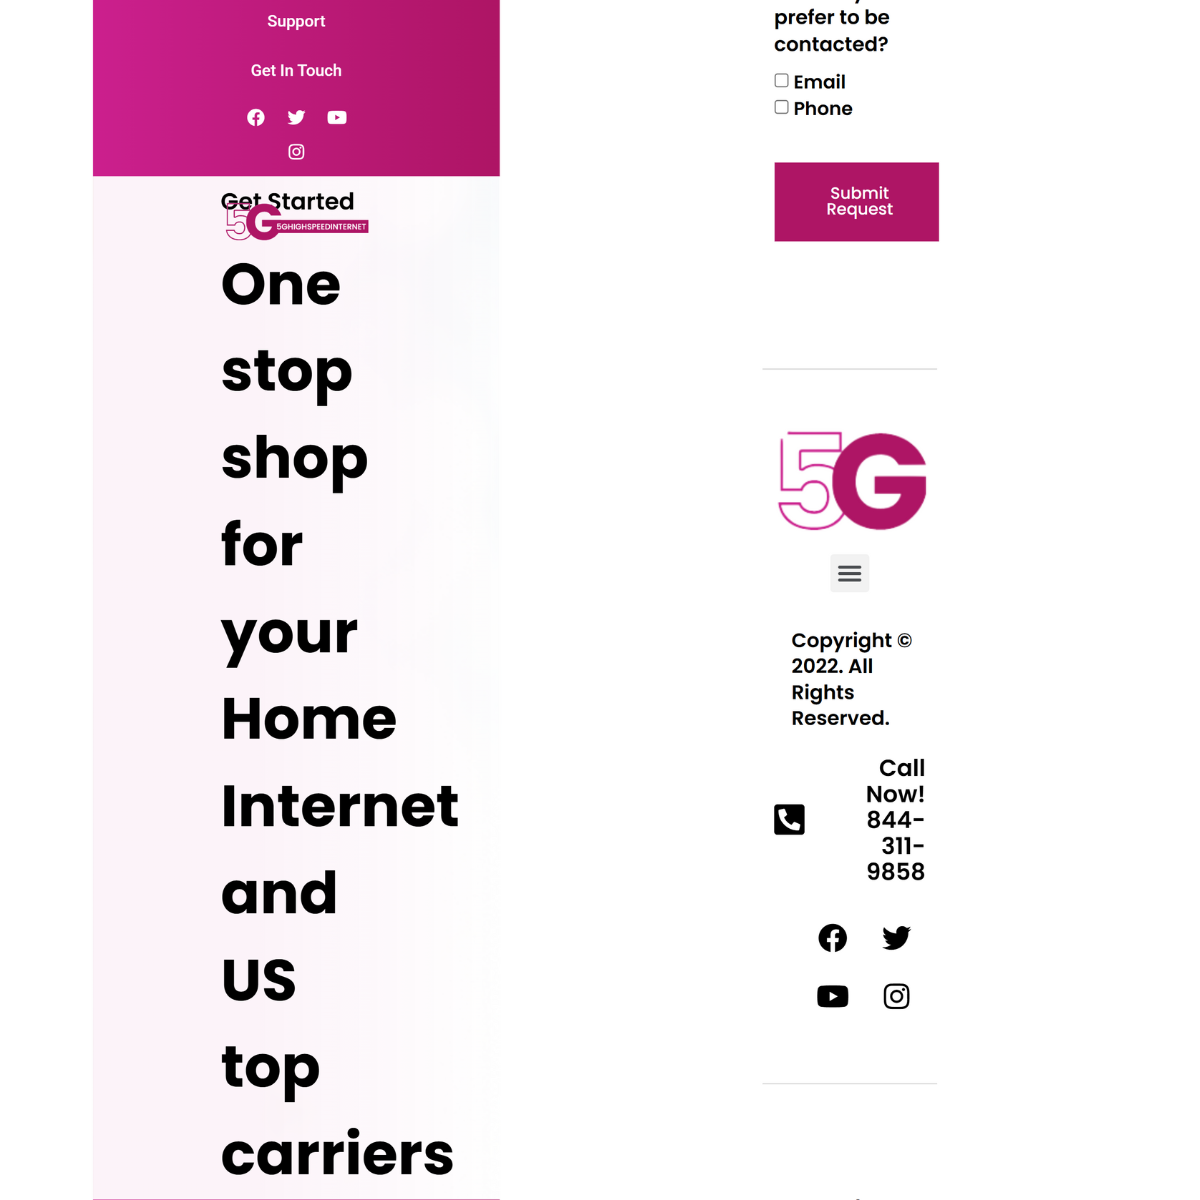 Support
Get In Touch
Get Started
5G 5GHIGHSPEEDINTERNET
One
stop
shop
for
your
Home
Internet
and
US
top
carriers
prefer to be
contacted?
Email
Phone
Submit
Request
5G
Copyright ©
2022. All
Rights
Reserved.
Call
Now!
844-
311-
9858